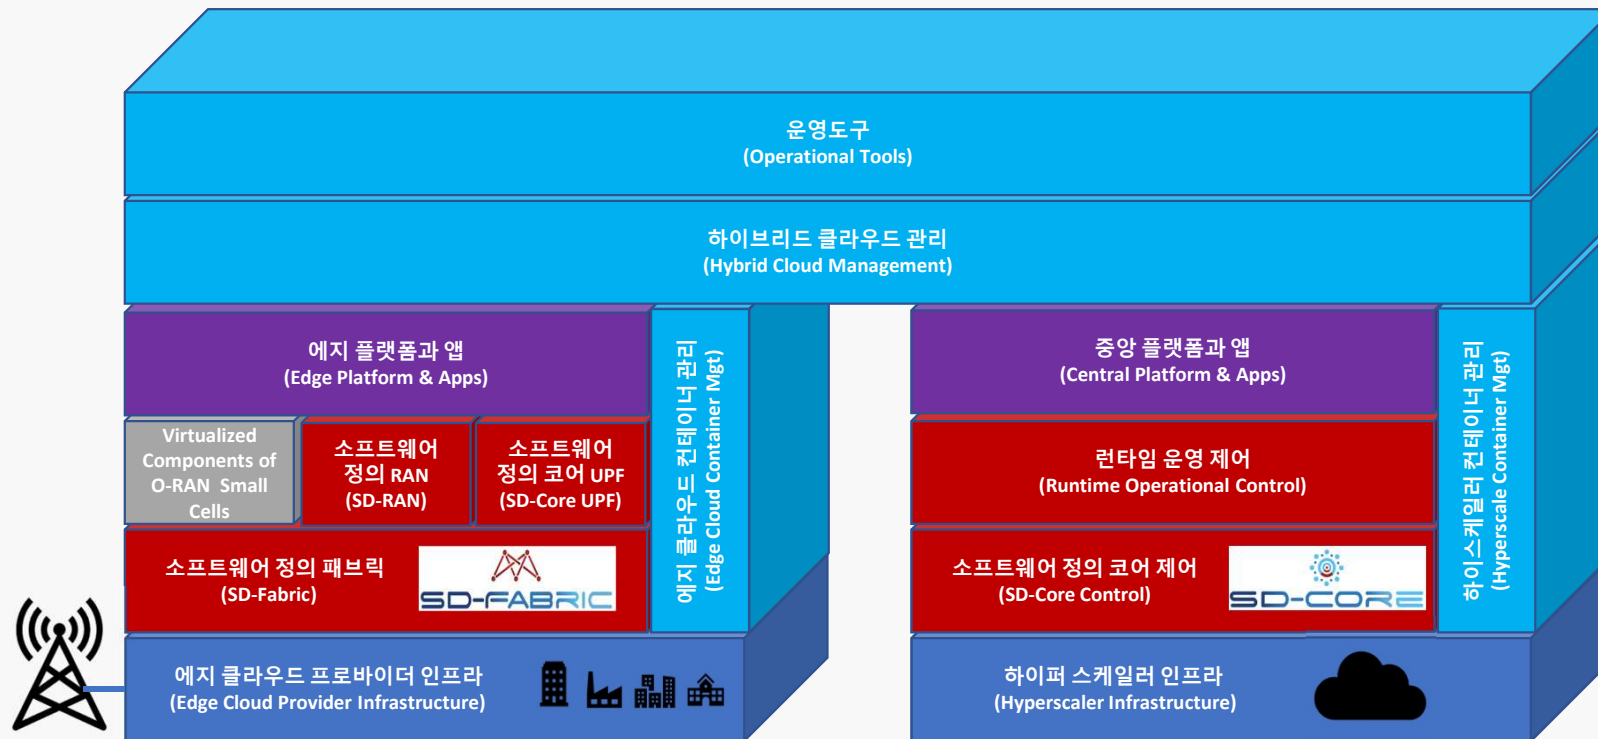 운영도구
(Operational Tools)
하이브리드 클라우드 관리
(Hybrid Cloud Management)
에지 플랫폼과 앱
(Edge Platform & Apps)
에지 클라우드 컨테이너 관리
(Edge Cloud Container Mgt)
중앙 플랫폼과 앱
(Central Platform & Apps)
하이스케일러 컨테이너 관리
(Hyperscale Container Mgt)
Virtualized
Components of
O-RAN Small
Cells
소프트웨어
정의 RAN
(SD-RAN)
소프트웨어
정의 코어 UPF
(SD-Core UPF)
런타임 운영 제어
(Runtime Operational Control)
소프트웨어 정의 패브릭
(SD-Fabric)
SD-FABRIC
소프트웨어 정의 코어 제어
(SD-Core Control)
SD-CORE
에지 클라우드 프로바이더 인프라
(Edge Cloud Provider Infrastructure)
하이퍼 스케일러 인프라
(Hyperscaler Infrastructure)